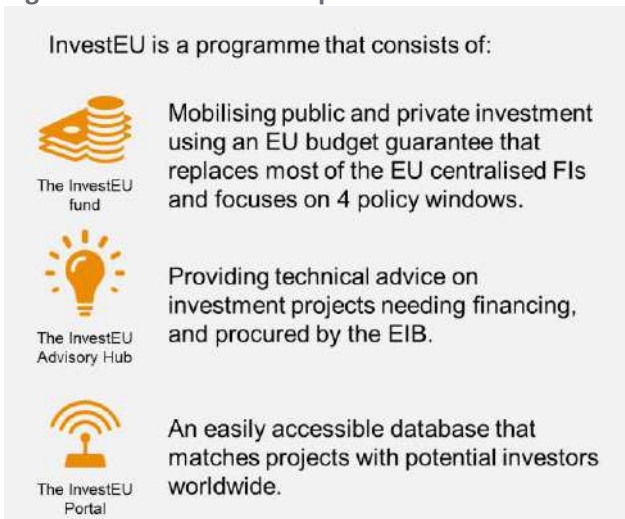 InvestEU is a programme that consists of:
The InvestEU
fund
Mobilising public and private investment
using an EU budget guarantee that
replaces most of the EU centralised FIs
and focuses on 4 policy windows.
The InvestEU
Advisory Hub
Providing technical advice on
investment projects needing financing,
and procured by the EIB.
The InvestEU
Portal
An easily accessible database that
matches projects with potential investors
worldwide.